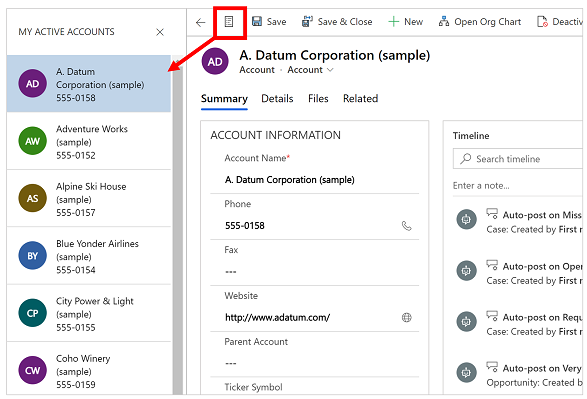 MY ACTIVE ACCOUNTS
AD
A. Datum
Corporation (sample)
555-0158
AW
Adventure Works
(sample)
555-0152
AS
Alpine Ski House
(sample)
555-0157
BY
Blue Yonder Airlines
(sample)
555-0154
CP
City Power & Light
(sample)
555-0155
CW
Coho Winery
(sample)
555-0159
Save
Save & Close
New
Open Org Chart
Deactiv
AD
A. Datum Corporation (sample)
Account · Account
Summary
Details
Files
Related
ACCOUNT INFORMATION
Account Name*
A. Datum Corporation (sample)
Phone
555-0158
Fax
---
Website
http://www.adatum.com/
Parent Account
---
Ticker Symbol
Timeline
Search timeline
Enter a note...
Auto-post on Miss
Case: Created by First n
Auto-post on Oper
Case: Created by First n
Auto-post on Requ
Case: Created by First n
Auto-post on Very
Opportunity: Created b